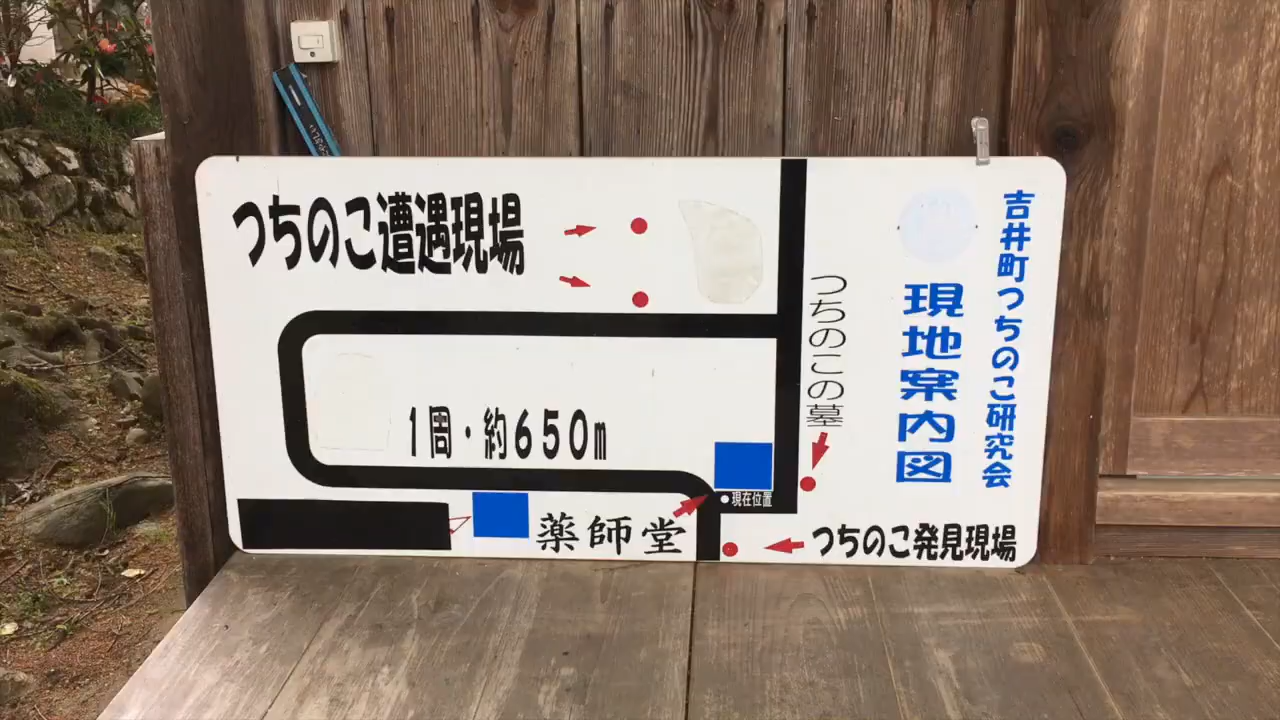 吉井町つちのこ研究会
現地案内図
つちのこ遭遇現場
つちのこの墓
1周・約650m
現在位置
薬師堂
つちのこ発見現場